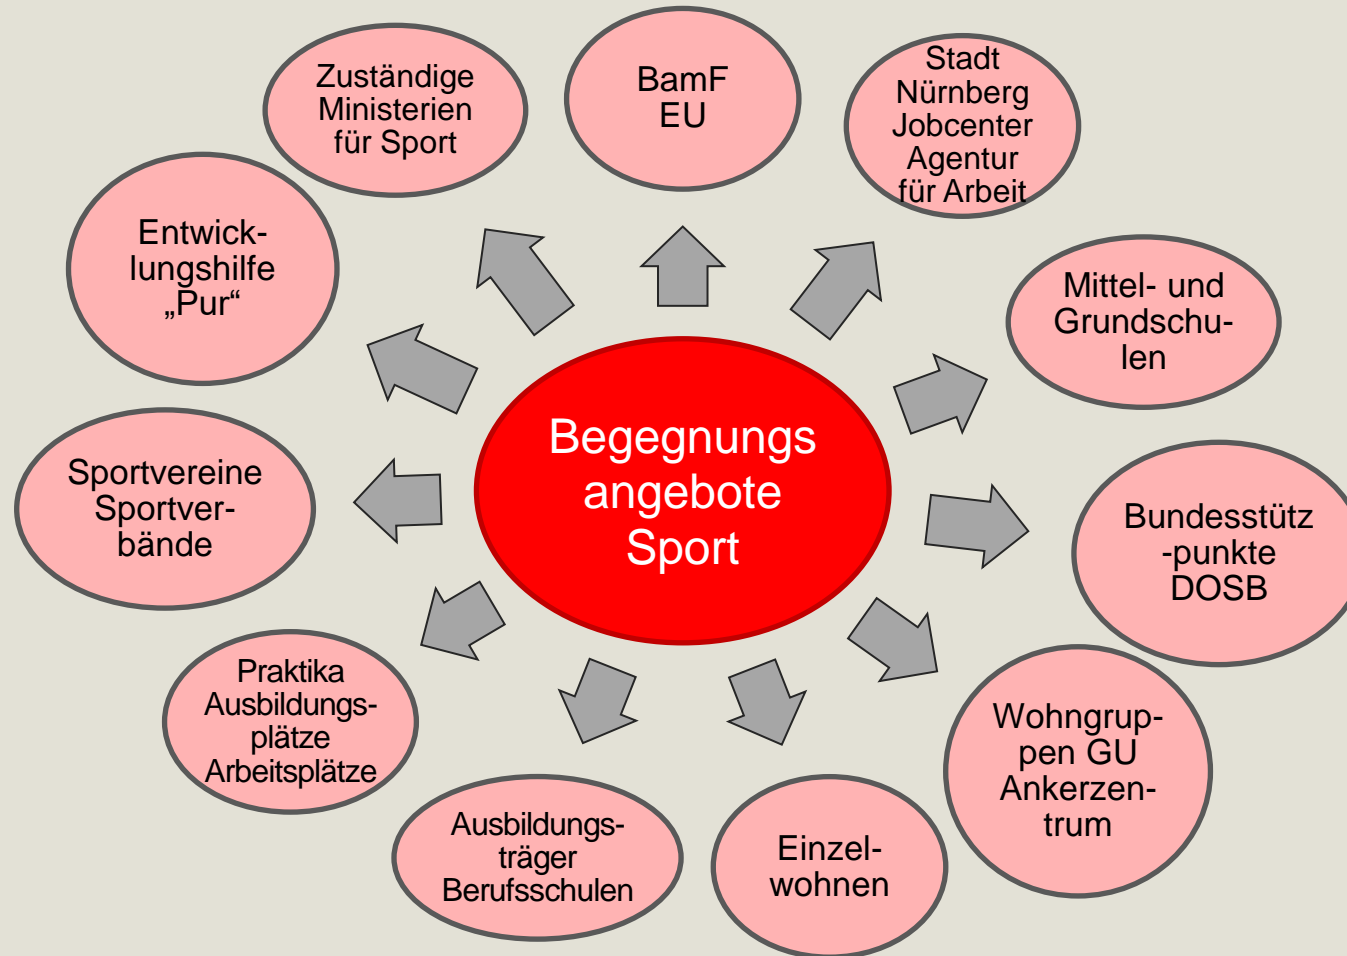 Zuständige
Ministerien
für Sport
BamF
EU
Stadt
Nürnberg
Jobcenter
Agentur
für Arbeit
Entwick-
lungshilfe
„Pur“
Mittel- und
Grundschu-
len
Begegnungs
angebote
Sport
Sportvereine
Sportver-
bände
Bundesstütz
-punkte
DOSB
Praktika
Ausbildungs-
plätze
Arbeitsplätze
Wohngrup-
pen GU
Ankerzen-
trum
Ausbildungs-
träger
Berufsschulen
Einzel-
wohnen